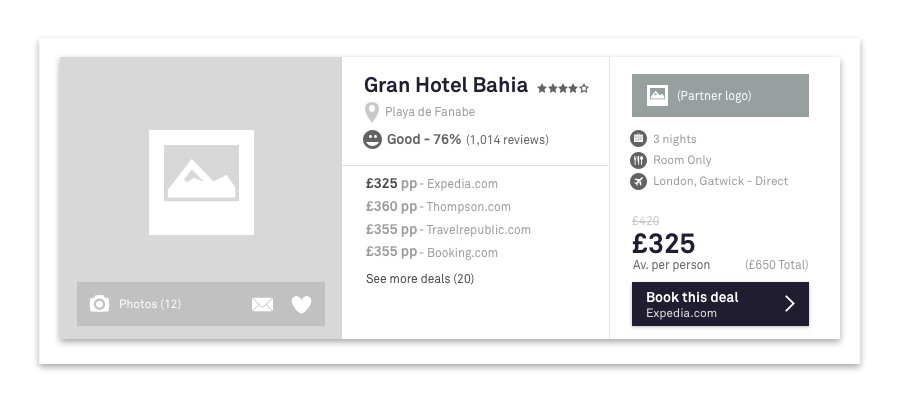 Gran Hotel Bahia
Playa de Fanabe
Good - 76% (1,014 reviews)
£325 pp - Expedia.com
£360 pp - Thompson.com
£355 pp - Travelrepublic.com
£355 pp - Booking.com
See more deals (20)
Photos (12)
(Partner logo)
3 nights
Room Only
London, Gatwick - Direct
£420
£325
Av. per person (£650 Total)
Book this deal
Expedia.com